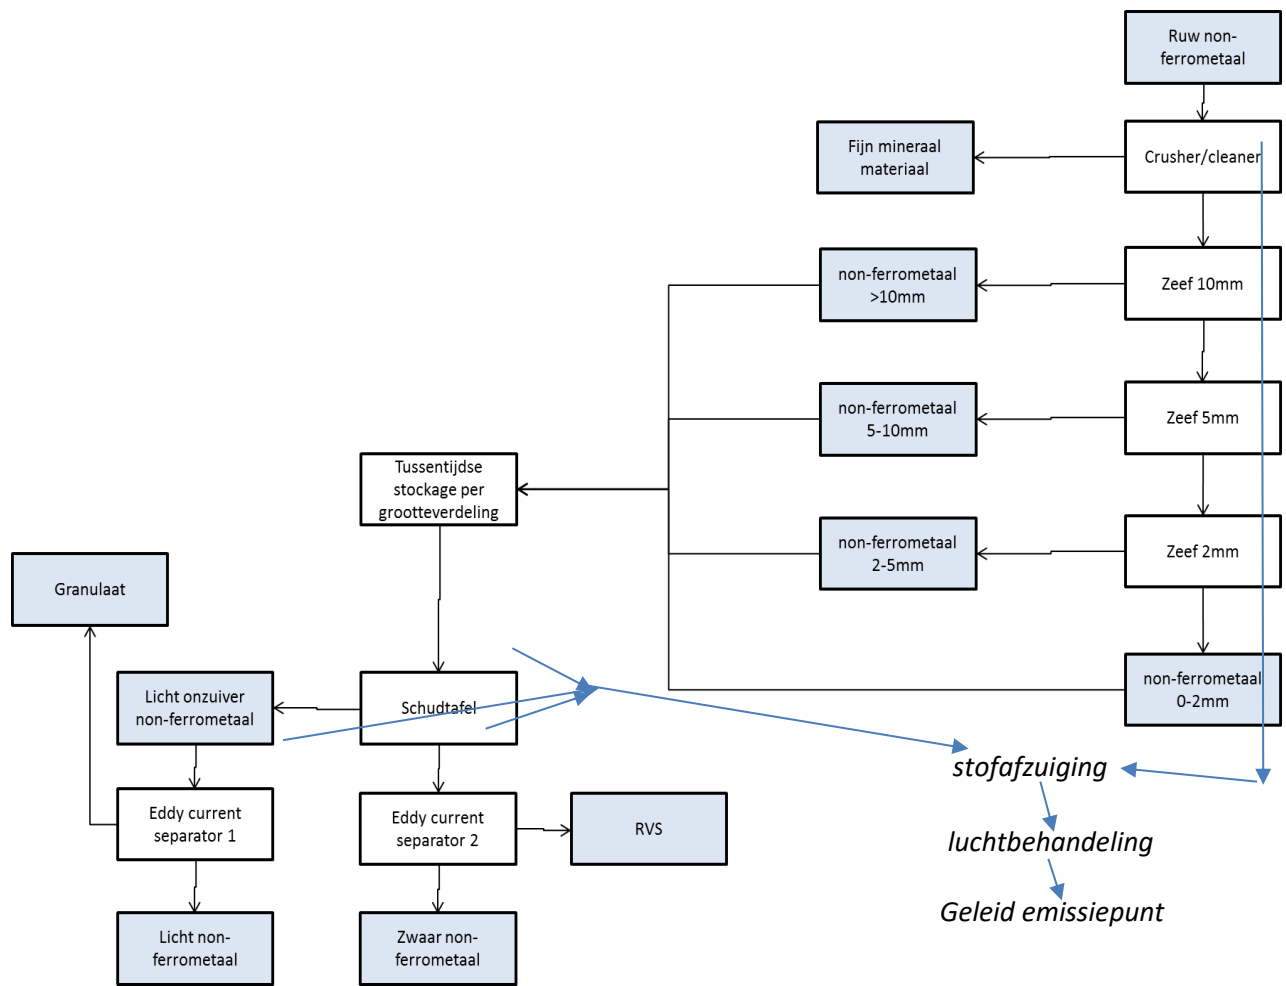 Ruw non-
ferrometaal
Fijn mineraal
materiaal
Crusher/cleaner
non-ferrometaal
>10mm
Zeef 10mm
non-ferrometaal
5-10mm
Zeef 5mm
Tussentijdse
stockage per
grootteverdeling
non-ferrometaal
2-5mm
Zeef 2mm
Granulaat
Licht onzuiver
non-ferrometaal
Schudtafel
non-ferrometaal
0-2mm
stofafzuiging
Eddy current
separator 1
Eddy current
separator 2
RVS
luchtbehandeling
Geleid emissiepunt
Licht non-
ferrometaal
Zwaar non-
ferrometaal